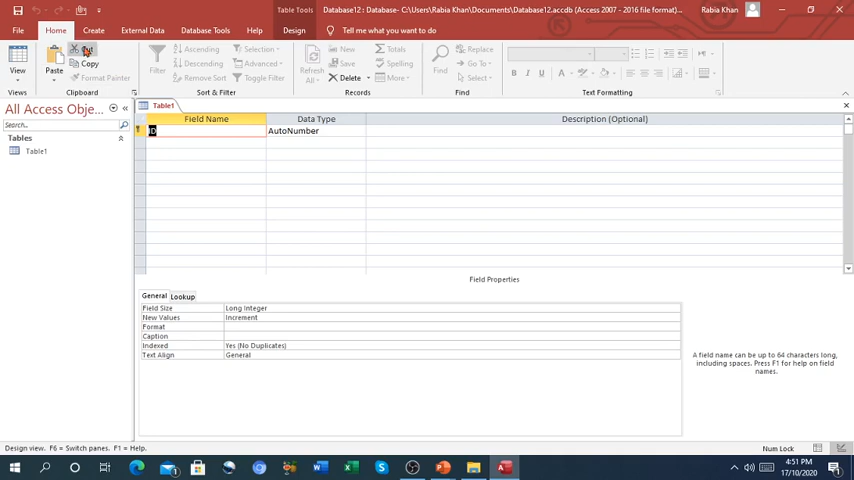 Table Tools
Database12 : Database- C:\Users\Rabia Khan\Documents\Database12.accdb (Access 2007 - 2016 file format)...
Rabia Khan
File
Home
Create
External Data
Database Tools
Help
Design
Tell me what you want to do
View
Paste
Cut
Copy
Format Painter
Filter
Ascending
Descending
Remove Sort
Selection
Advanced
Toggle Filter
Refresh
All
New
Save
Delete
Totals
Spelling
More
Find
Replace
Go To
Select
B I U A
Views
Clipboard
Sort & Filter
Records
Find
Text Formatting
All Access Obje...
Search...
Tables
Table1
Table1
Field Name Data Type Description (Optional)
ID AutoNumber
Field Properties
General Lookup
Field Size Long Integer
New Values Increment
Format
Caption
Indexed Yes (No Duplicates)
Text Align General
A field name can be up to 64 characters long,
including spaces. Press F1 for help on field
names.
Design view. F6 = Switch panes. F1 = Help.
Num Lock
4:51 PM
17/10/2020